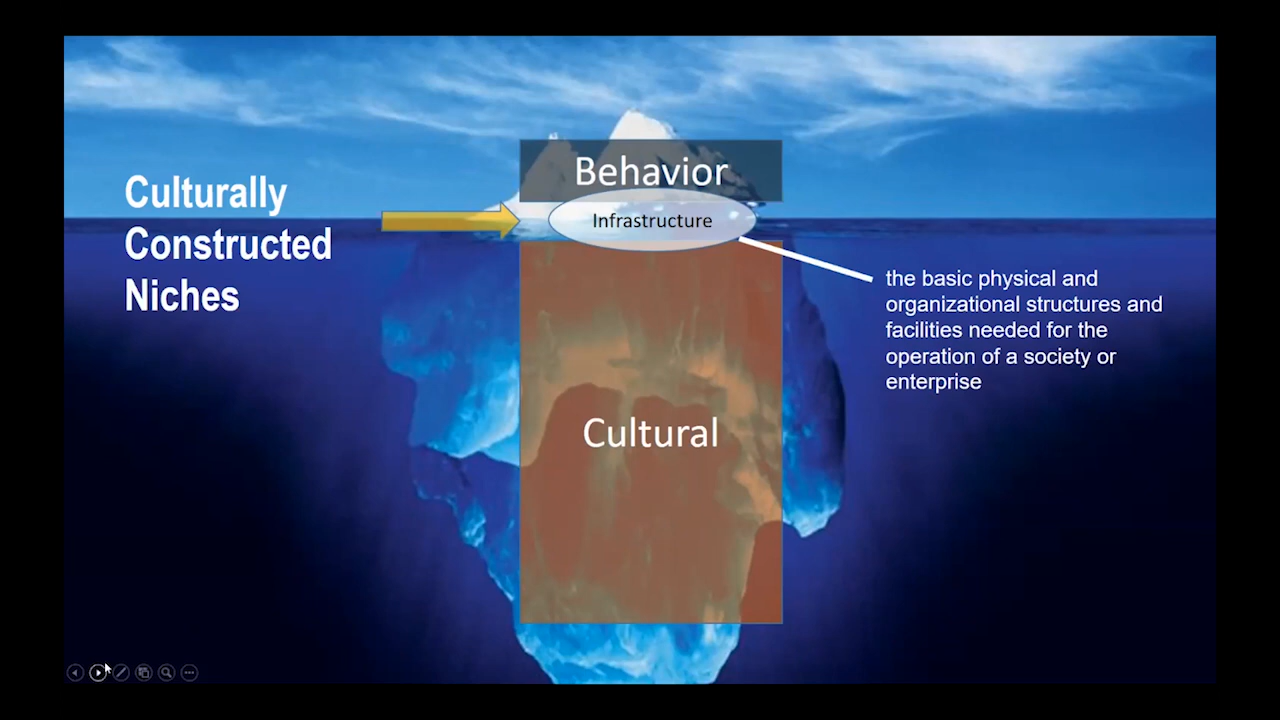 Behavior
Culturally
Constructed
Niches
Infrastructure
the basic physical and
organizational structures and
facilities needed for the
operation of a society or
enterprise
Cultural